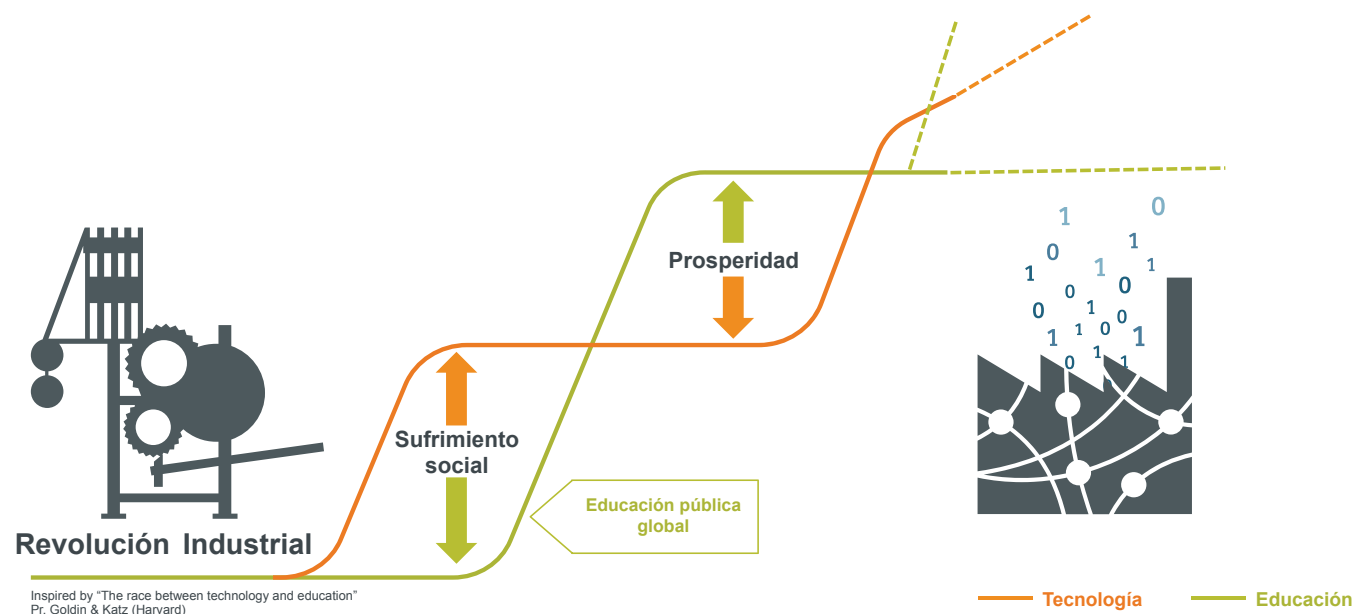 1
0
0
1
1
1
1
0
0
1
0
0
1
1
0
1
1
0
1
1
Prosperidad
Sufrimiento
social
Educación pública
global
Revolución Industrial
Inspired by “The race between technology and education”
Pr. Goldin & Katz (Harvard)
Tecnología
Educación